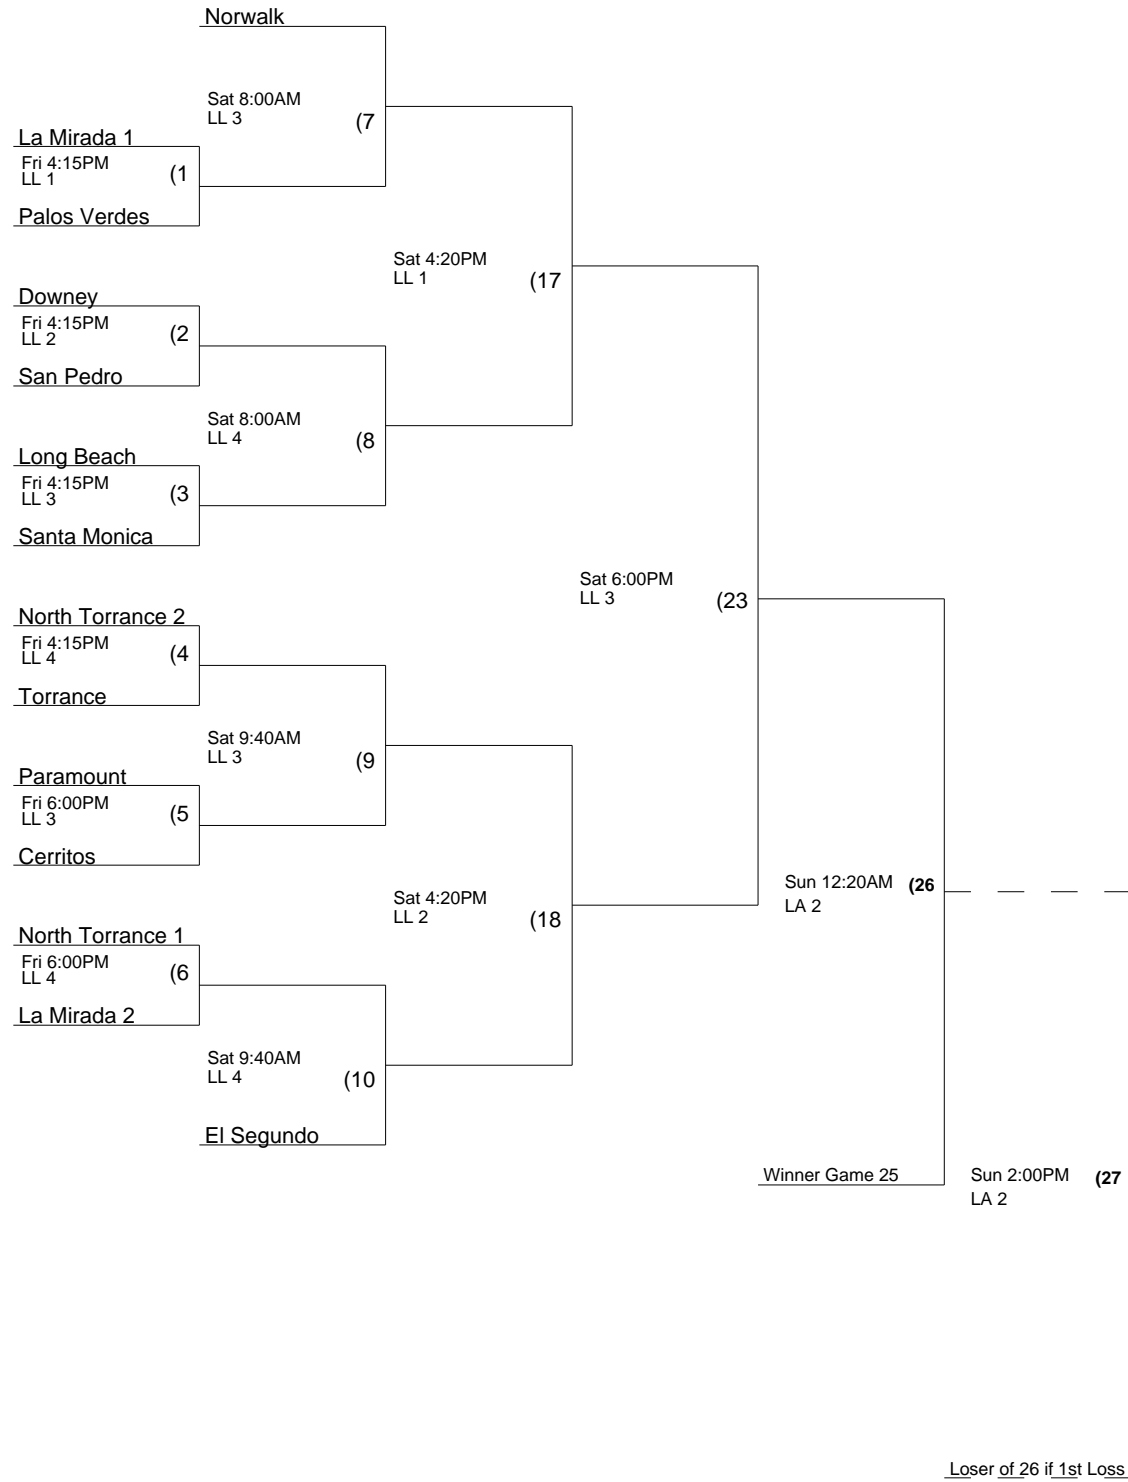 Norwalk
Sat 8:00AM
LL 3
(7
La Mirada 1
Fri 4:15PM
LL 1
(1
Palos Verdes
Sat 4:20PM
LL 1
(17
Downey
Fri 4:15PM
LL 2
(2
San Pedro
Sat 8:00AM
LL 4
(8
Long Beach
Fri 4:15PM
LL 3
(3
Santa Monica
Sat 6:00PM
LL 3
(23
North Torrance 2
Fri 4:15PM
LL 4
(4
Torrance
Sat 9:40AM
LL 3
(9
Paramount
Fri 6:00PM
LL 3
(5
Cerritos
Sun 12:20AM (26
LA 2
Sat 4:20PM
LL 2
(18
North Torrance 1
Fri 6:00PM
LL 4
(6
La Mirada 2
Sat 9:40AM
LL 4
(10
El Segundo
Winner Game 25
Sun 2:00PM (27
LA 2
Loser of 26 if 1st Loss